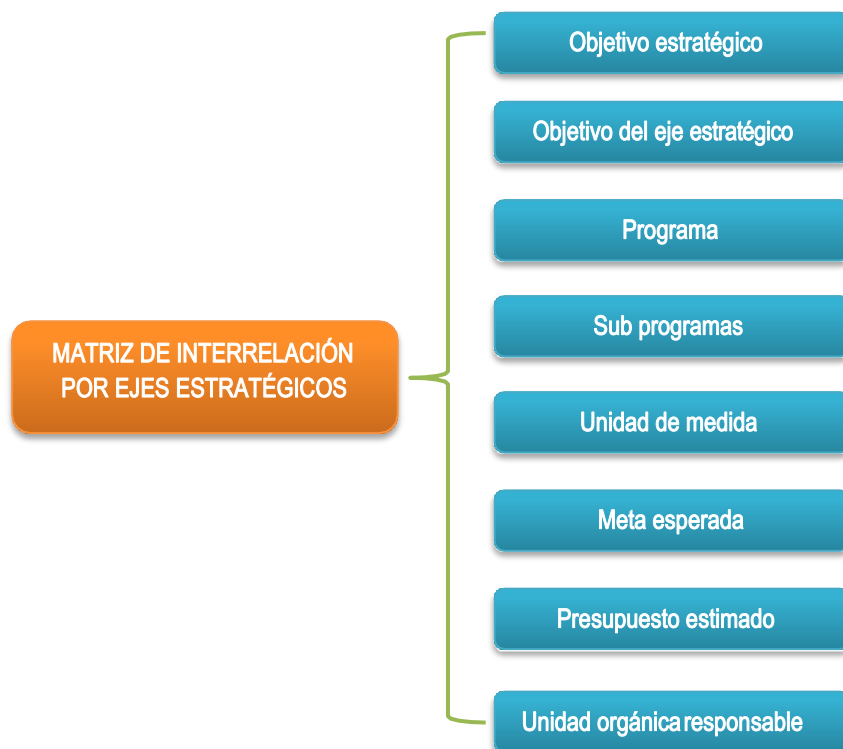 Objetivo estratégico
Objetivo del eje estratégico
Programa
Sub programas
MATRIZ DE INTERRELACIÓN
POR EJES ESTRATÉGICOS
Unidad de medida
Meta esperada
Presupuesto estimado
Unidad orgánica responsable